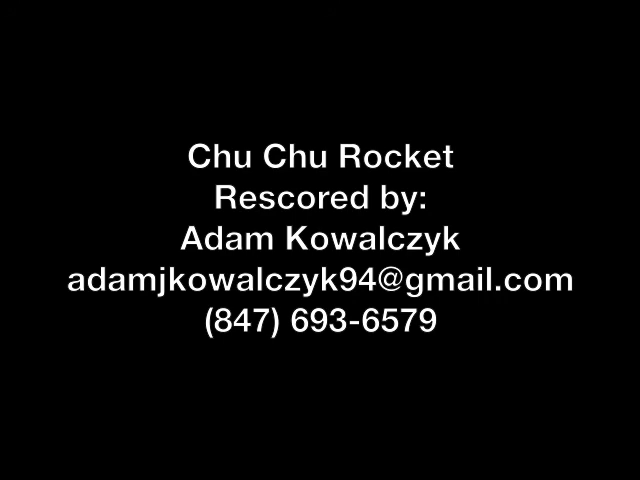 Chu Chu Rocket
Rescored by:
Adam Kowalczyk
adamjkowalczyk94@gmail.com
(847) 693-6579